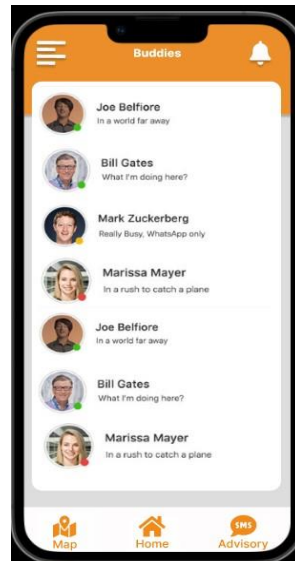 Buddies
Joe Belfiore
In a world far away
Bill Gates
What I'm doing here?
Mark Zuckerberg
Really Busy, WhatsApp only
Marissa Mayer
In a rush to catch a plane
Joe Belfiore
In a world far away
Bill Gates
What I'm doing here?
Marissa Mayer
In a rush to catch a plane
SMS
Map Home Advisory